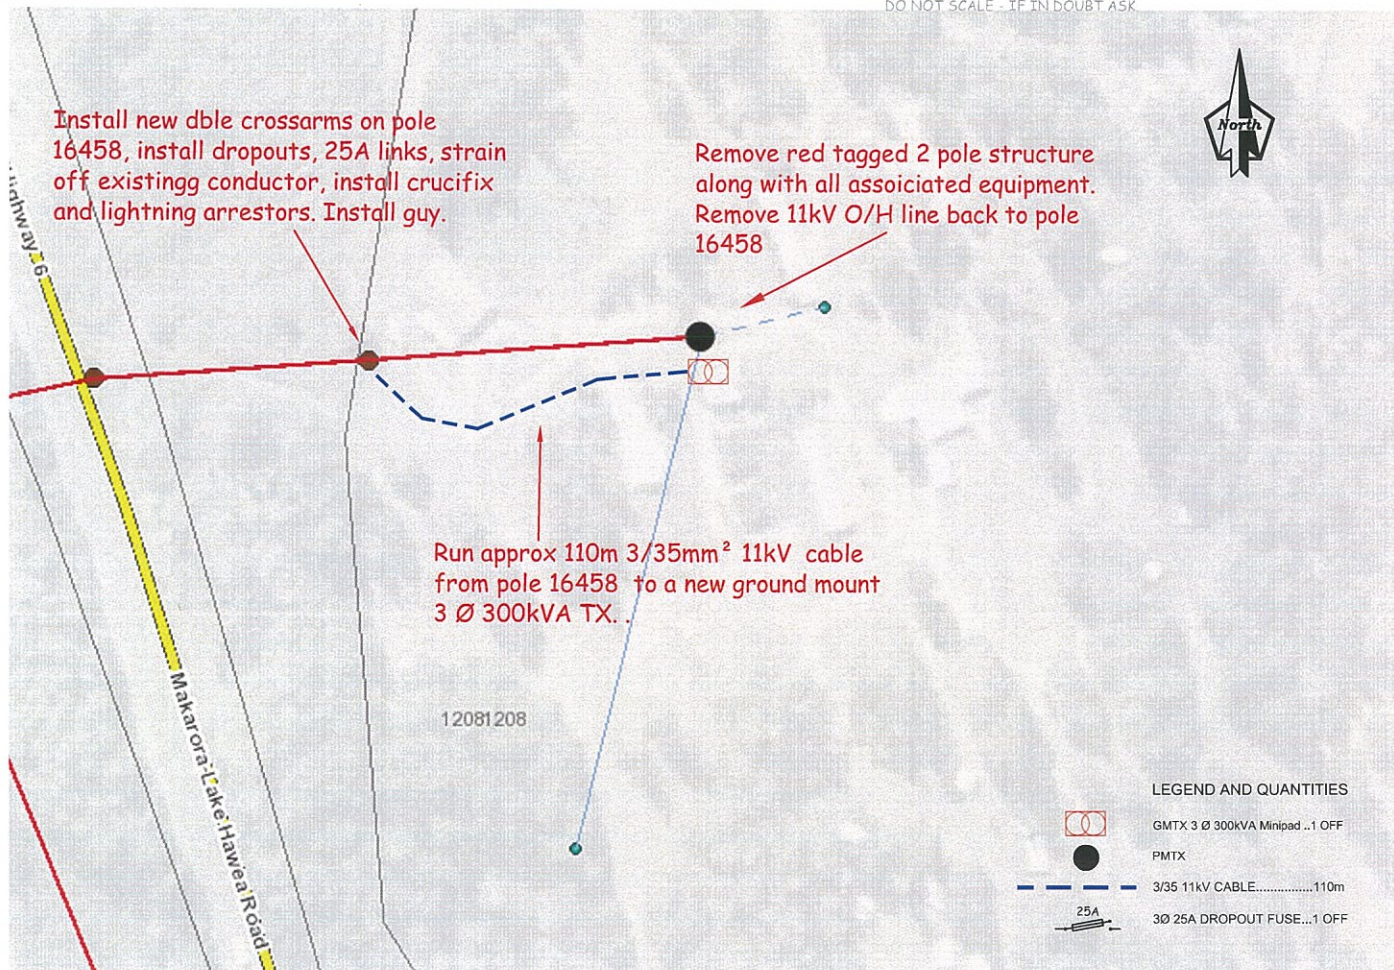 DO NOT SCALE - IF IN DOUBT ASK
Install new dble crossarms on pole
16458, install dropouts, 25A links, strain
off existingg conductor, install crucifix
and lightning arrestors. Install guy.
North
Remove red tagged 2 pole structure
along with all assoiciated equipment.
Remove 11kV O/H line back to pole
16458
Highway 6
Run approx 110m 3/35mm² 11kV cable
from pole 16458 to a new ground mount
3 Ø 300kVA TX. .
Makarora-Lake Hawea Road
12081208
LEGEND AND QUANTITIES
GMTX 3 Ø 300kVA Minipad ..1 OFF
PMTX
3/35 11kV CABLE...............110m
25A
3Ø 25A DROPOUT FUSE...1 OFF